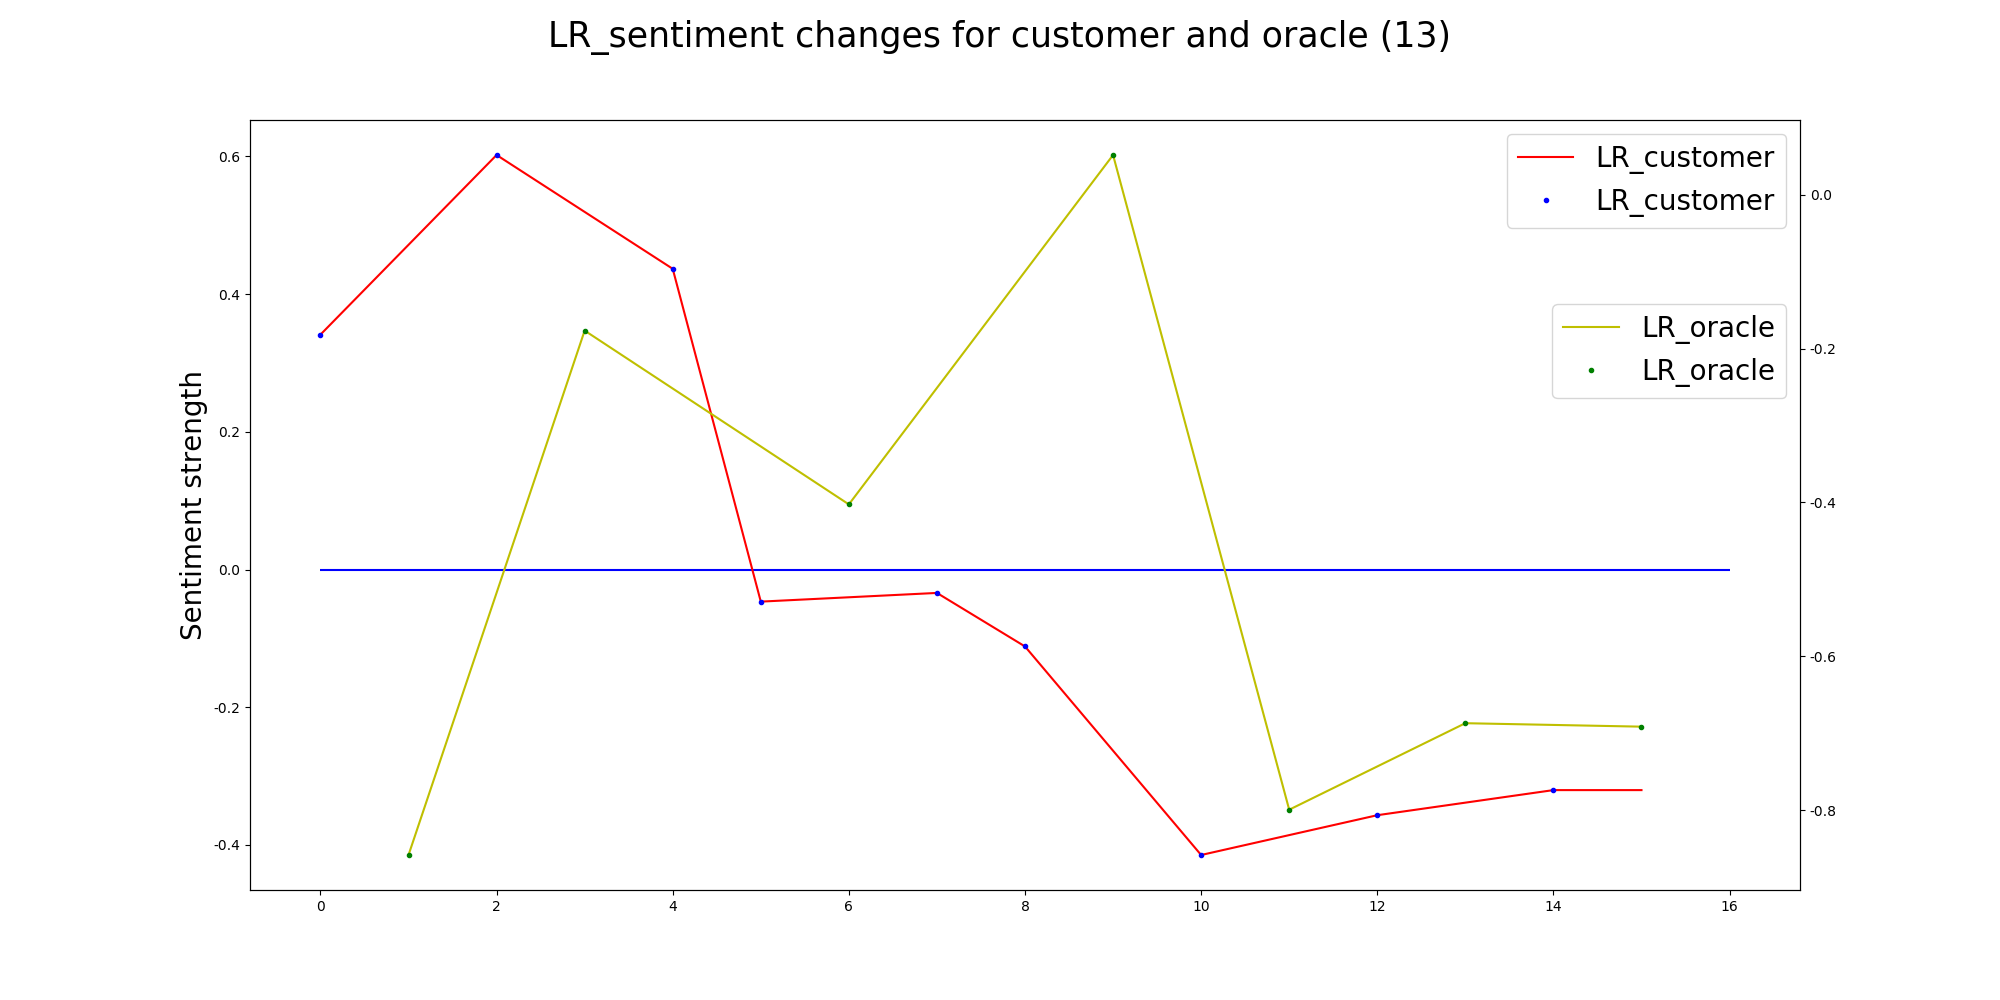 LR_sentiment changes for customer and oracle (13)
LR_customer
LR_customer
LR_oracle
LR_oracle
Sentiment strength
0.6
0.4
0.2
0.0
-0.2
-0.4
0.0
-0.2
-0.4
-0.6
-0.8
0 2 4 6 8 10 12 14 16